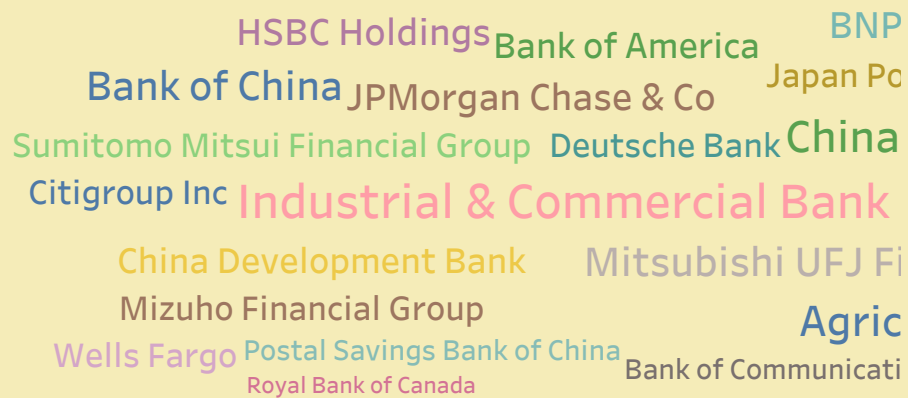 HSBC Holdings
Bank of America
BNP
Bank of China
JPMorgan Chase & Co
Japan Po
Sumitomo Mitsui Financial Group
Deutsche Bank
China
Citigroup Inc
Industrial & Commercial Bank
China Development Bank
Mitsubishi UFJ Fi
Mizuho Financial Group
Agric
Wells Fargo
Postal Savings Bank of China
Bank of Communicati
Royal Bank of Canada